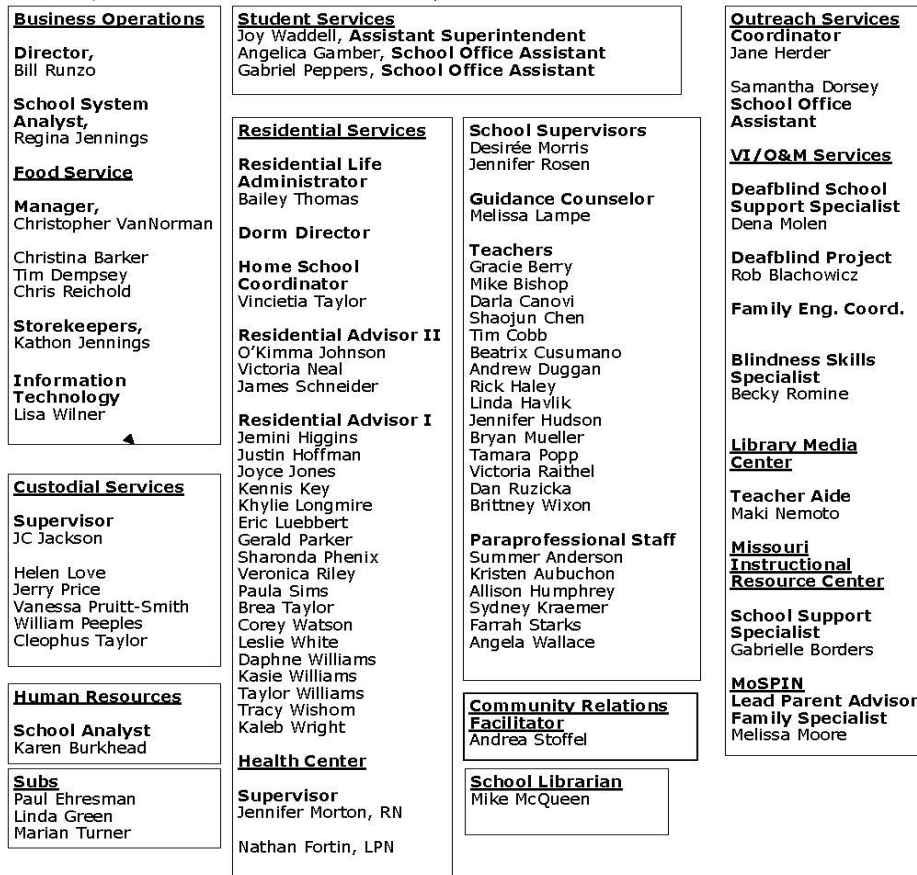 Business Operations
Director,
Bill Runzo
School System
Analyst,
Regina Jennings
Food Service
Manager,
Christopher VanNorman
Christina Barker
Tim Dempsey
Chris Reichold
Storekeepers,
Kathon Jennings
Information
Technology
Lisa Wilner
Custodial Services
Supervisor
JC Jackson
Helen Love
Jerry Price
Vanessa Pruitt-Smith
William Peeples
Cleophus Taylor
Human Resources
School Analyst
Karen Burkhead
Subs
Paul Ehresman
Linda Green
Marian Turner
Student Services
Joy Waddell, Assistant Superintendent
Angelica Gamber, School Office Assistant
Gabriel Peppers, School Office Assistant
Residential Services
Residential Life
Administrator
Bailey Thomas
Dorm Director
Home School
Coordinator
Vincietia Taylor
Residential Advisor II
O'Kimma Johnson
Victoria Neal
James Schneider
Residential Advisor I
Jemini Higgins
Justin Hoffman
Joyce Jones
Kennis Key
Khylie Longmire
Eric Luebbert
Gerald Parker
Sharonda Phenix
Veronica Riley
Paula Sims
Brea Taylor
Corey Watson
Leslie White
Daphne Williams
Kasie Williams
Taylor Williams
Tracy Wishom
Kaleb Wright
Health Center
Supervisor
Jennifer Morton, RN
Nathan Fortin, LPN
School Supervisors
Desirée Morris
Jennifer Rosen
Guidance Counselor
Melissa Lampe
Teachers
Gracie Berry
Mike Bishop
Darla Canovi
Shaojun Chen
Tim Cobb
Beatrix Cusumano
Andrew Duggan
Rick Haley
Linda Havlik
Jennifer Hudson
Bryan Mueller
Tamara Popp
Victoria Raithel
Dan Ruzicka
Brittney Wixon
Paraprofessional Staff
Summer Anderson
Kristen Aubuchon
Allison Humphrey
Sydney Kraemer
Farrah Starks
Angela Wallace
Community Relations
Facilitator
Andrea Stoffel
School Librarian
Mike McQueen
Outreach Services
Coordinator
Jane Herder
Samantha Dorsey
School Office
Assistant
VI/O&M Services
Deafblind School
Support Specialist
Dena Molen
Deafblind Project
Rob Blachowicz
Family Eng. Coord.
Blindness Skills
Specialist
Becky Romine
Library Media
Center
Teacher Aide
Maki Nemoto
Missouri
Instructional
Resource Center
School Support
Specialist
Gabrielle Borders
MoSPIN
Lead Parent Advisor
Family Specialist
Melissa Moore